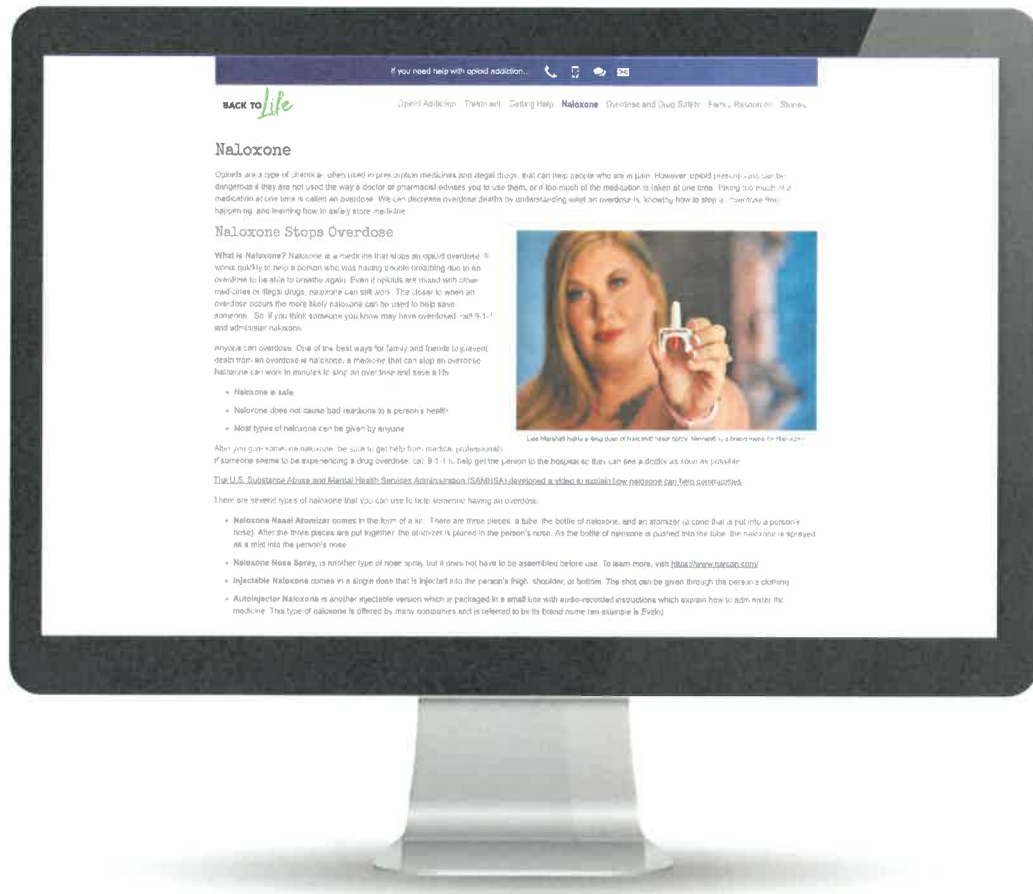 If you need help with opioid addiction...
BACK TO Life
Opioid Addiction Treatment Getting Help Naloxone Overdose and Drug Safety Family Resources Stories
Naloxone
Opioids are a type of chemical often used in prescription medicines and illegal drugs, that can help people who are in pain. However opioid prescriptions can be
dangerous if they are not used the way a doctor or pharmacist advises you to use them, or if too much of the medication is taken at one time. Taking too much of a
medication at one time is called an overdose. We can decrease overdose deaths by understanding what an overdose is, knowing how to stop an overdose from
happening, and learning how to safely store medicine
Naloxone Stops Overdose
What is Naloxone? Naloxone is a medicine that stops an opioid overdose. It
works quickly to help a person who was having trouble breathing due to an
overdose to be able to breathe again. Even if opioids are mixed with other
medicines or illegal drugs, naloxone can still work. The closer to when an
overdose occurs the more likely naloxone can be used to help save
someone. So, if you think someone you know may have overdosed, call 9-1-1
and administer naloxone
Anyone can overdose. One of the best ways for family and friends to prevent
death from an overdose is naloxone, a medicine that can stop an overdose
Naloxone can work in minutes to stop an overdose and save a life
• Naloxone is safe
• Naloxone does not cause bad reactions to a person's health
• Most types of naloxone can be given by anyone
Lisa Marshall holds a 4mg dose of Narcan® nasal spray. Narcan® is a brand name for Naloxone
After you give someone naloxone, be sure to get help from medical professionals
If someone seems to be experiencing a drug overdose, call 9-1-1 to help get the person to the hospital so they can see a doctor as soon as possible
The U.S. Substance Abuse and Mental Health Services Administration (SAMHSA) developed a video to explain how naloxone can help communities
There are several types of naloxone that you can use to help someone having an overdose
• Naloxone Nasal Atomizer comes in the form of a kit. There are three pieces, a tube, the bottle of naloxone, and an atomizer (a cone that is put into a person's
nose). After the three pieces are put together, the atomizer is placed in the person's nose. As the bottle of naloxone is pushed into the tube, the naloxone is sprayed
as a mist into the person's nose
• Naloxone Nose Spray, is another type of nose spray but it does not have to be assembled before use. To learn more, visit https://www.narcan.com/
• Injectable Naloxone comes in a single dose that is injected into the person's thigh, shoulder, or bottom. The shot can be given through the person's clothing
• Autoinjector Naloxone is another injectable version which is packaged in a small box with audio-recorded instructions which explain how to administer the
medicine. This type of naloxone is offered by many companies and is referred to by its brand name (an example is Evzio)